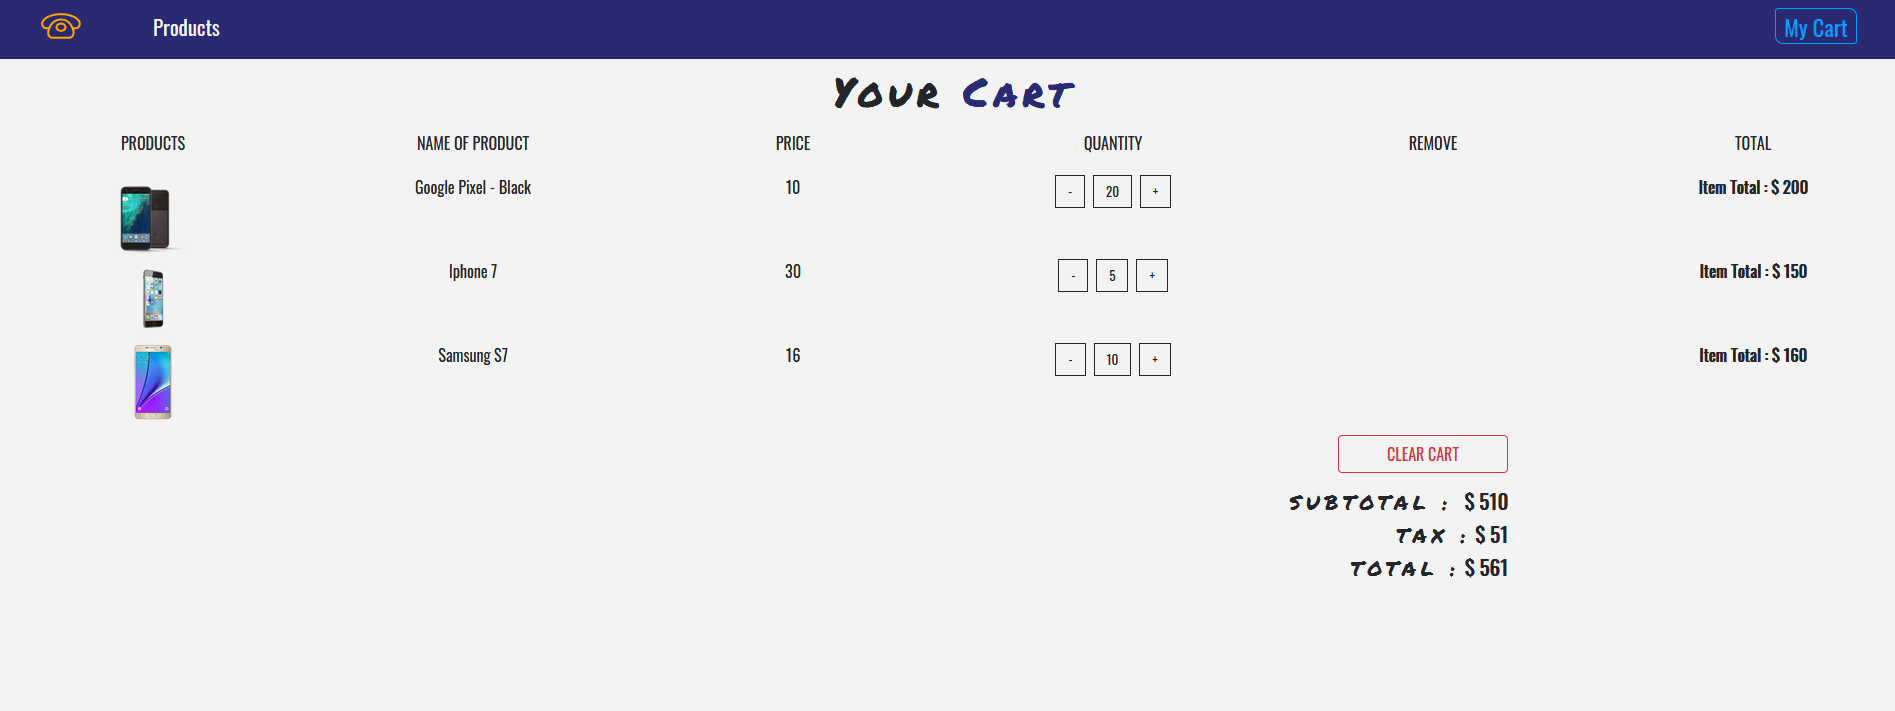 Products My Cart
Your Cart
PRODUCTS NAME OF PRODUCT PRICE QUANTITY REMOVE TOTAL
Google Pixel - Black 10 - 20 + Item Total : $ 200
Iphone 7 30 - 5 + Item Total : $ 150
Samsung S7 16 - 10 + Item Total : $ 160
CLEAR CART
SUBTOTAL : $ 510
TAX : $ 51
TOTAL : $ 561